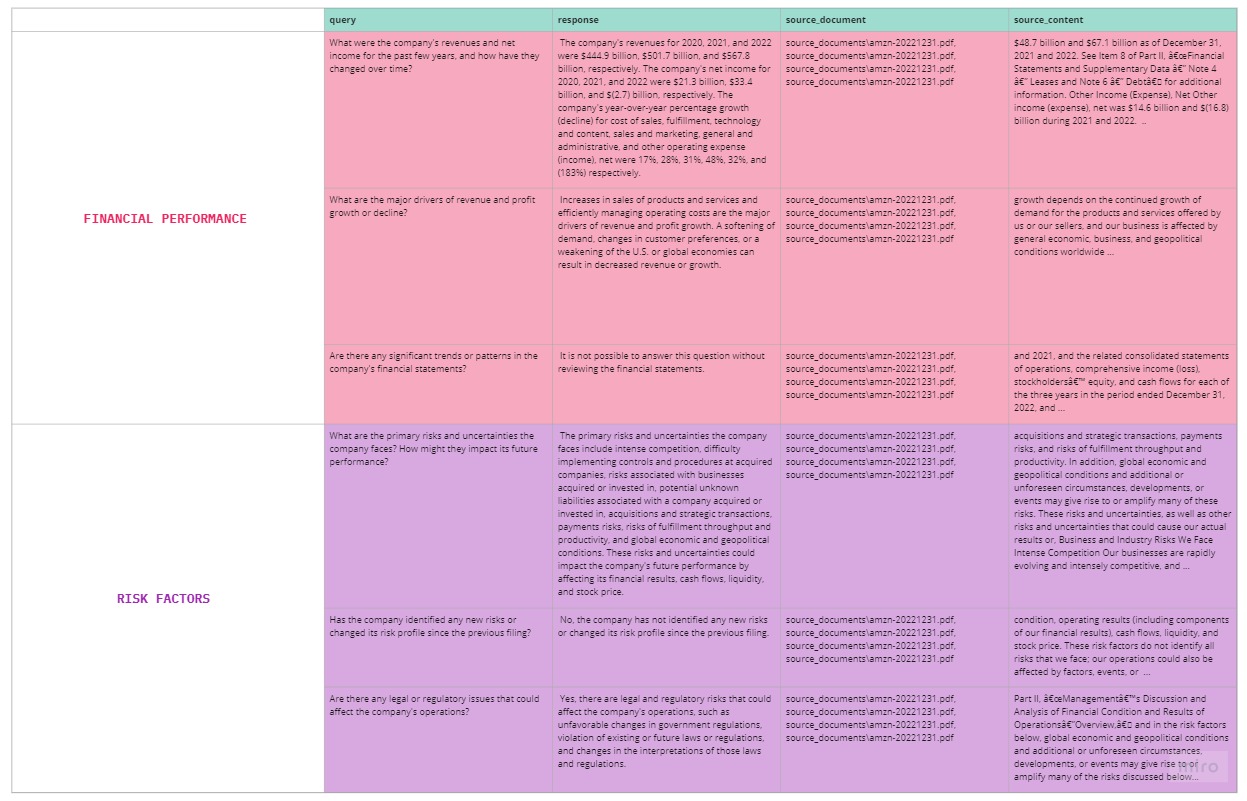 query response source_document source_content
FINANCIAL PERFORMANCE
What were the company's revenues and net
income for the past few years, and how have they
changed over time?
The company's revenues for 2020, 2021, and 2022
were $444.9 billion, $501.7 billion, and $567.8
billion, respectively. The company's net income for
2020, 2021, and 2022 were $21.3 billion, $33.4
billion, and $(2.7) billion, respectively. The
company's year-over-year percentage growth
(decline) for cost of sales, fulfillment, technology
and content, sales and marketing, general and
administrative, and other operating expense
(income), net were 17%, 28%, 31%, 48%, 32%, and
(183%) respectively.
source_documents\amzn-20221231.pdf,
source_documents\amzn-20221231.pdf,
source_documents\amzn-20221231.pdf,
source_documents\amzn-20221231.pdf
$48.7 billion and $67.1 billion as of December 31,
2021 and 2022. See Item 8 of Part II, â€œFinancial
Statements and Supplementary Data â€" Note 4
â€" Leases and Note 6 â€" Debtâ€ for additional
information. Other Income (Expense), Net Other
income (expense), net was $14.6 billion and $(16.8)
billion during 2021 and 2022. ..
What are the major drivers of revenue and profit
growth or decline?
Increases in sales of products and services and
efficiently managing operating costs are the major
drivers of revenue and profit growth. A softening of
demand, changes in customer preferences, or a
weakening of the U.S. or global economies can
result in decreased revenue or growth.
source_documents\amzn-20221231.pdf,
source_documents\amzn-20221231.pdf,
source_documents\amzn-20221231.pdf,
source_documents\amzn-20221231.pdf
growth depends on the continued growth of
demand for the products and services offered by
us or our sellers, and our business is affected by
general economic, business, and geopolitical
conditions worldwide ...
Are there any significant trends or patterns in the
company's financial statements?
It is not possible to answer this question without
reviewing the financial statements.
source_documents\amzn-20221231.pdf,
source_documents\amzn-20221231.pdf,
source_documents\amzn-20221231.pdf,
source_documents\amzn-20221231.pdf
and 2021, and the related consolidated statements
of operations, comprehensive income (loss),
stockholdersâ€™ equity, and cash flows for each of
the three years in the period ended December 31,
2022, and ...
RISK FACTORS
What are the primary risks and uncertainties the
company faces? How might they impact its future
performance?
The primary risks and uncertainties the company
faces include intense competition, difficulty
implementing controls and procedures at acquired
companies, risks associated with businesses
acquired or invested in, potential unknown
liabilities associated with a company acquired or
invested in, acquisitions and strategic transactions,
payments risks, risks of fulfillment throughput and
productivity, and global economic and geopolitical
conditions. These risks and uncertainties could
impact the company's future performance by
affecting its financial results, cash flows, liquidity,
and stock price.
source_documents\amzn-20221231.pdf,
source_documents\amzn-20221231.pdf,
source_documents\amzn-20221231.pdf,
source_documents\amzn-20221231.pdf
acquisitions and strategic transactions, payments
risks, and risks of fulfillment throughput and
productivity. In addition, global economic and
geopolitical conditions and additional or
unforeseen circumstances, developments, or
events may give rise to or amplify many of these
risks. These risks and uncertainties, as well as other
risks and uncertainties that could cause our actual
results or, Business and Industry Risks We Face
Intense Competition Our businesses are rapidly
evolving and intensely competitive, and ...
Has the company identified any new risks or
changed its risk profile since the previous filing?
No, the company has not identified any new risks
or changed its risk profile since the previous filing.
source_documents\amzn-20221231.pdf,
source_documents\amzn-20221231.pdf,
source_documents\amzn-20221231.pdf,
source_documents\amzn-20221231.pdf
condition, operating results (including components
of our financial results), cash flows, liquidity, and
stock price. These risk factors do not identify all
risks that we face; our operations could also be
affected by factors, events, or ...
Are there any legal or regulatory issues that could
affect the company's operations?
Yes, there are legal and regulatory risks that could
affect the company's operations, such as
unfavorable changes in government regulations,
violation of existing or future laws or regulations,
and changes in the interpretations of those laws
and regulations.
source_documents\amzn-20221231.pdf,
source_documents\amzn-20221231.pdf,
source_documents\amzn-20221231.pdf,
source_documents\amzn-20221231.pdf
Part II, â€œManagementâ€™s Discussion and
Analysis of Financial Condition and Results of
Operationsâ€"Overview,â€ and in the risk factors
below, global economic and geopolitical conditions
and additional or unforeseen circumstances,
developments, or events may give rise to or
amplify many of the risks discussed below...
miro